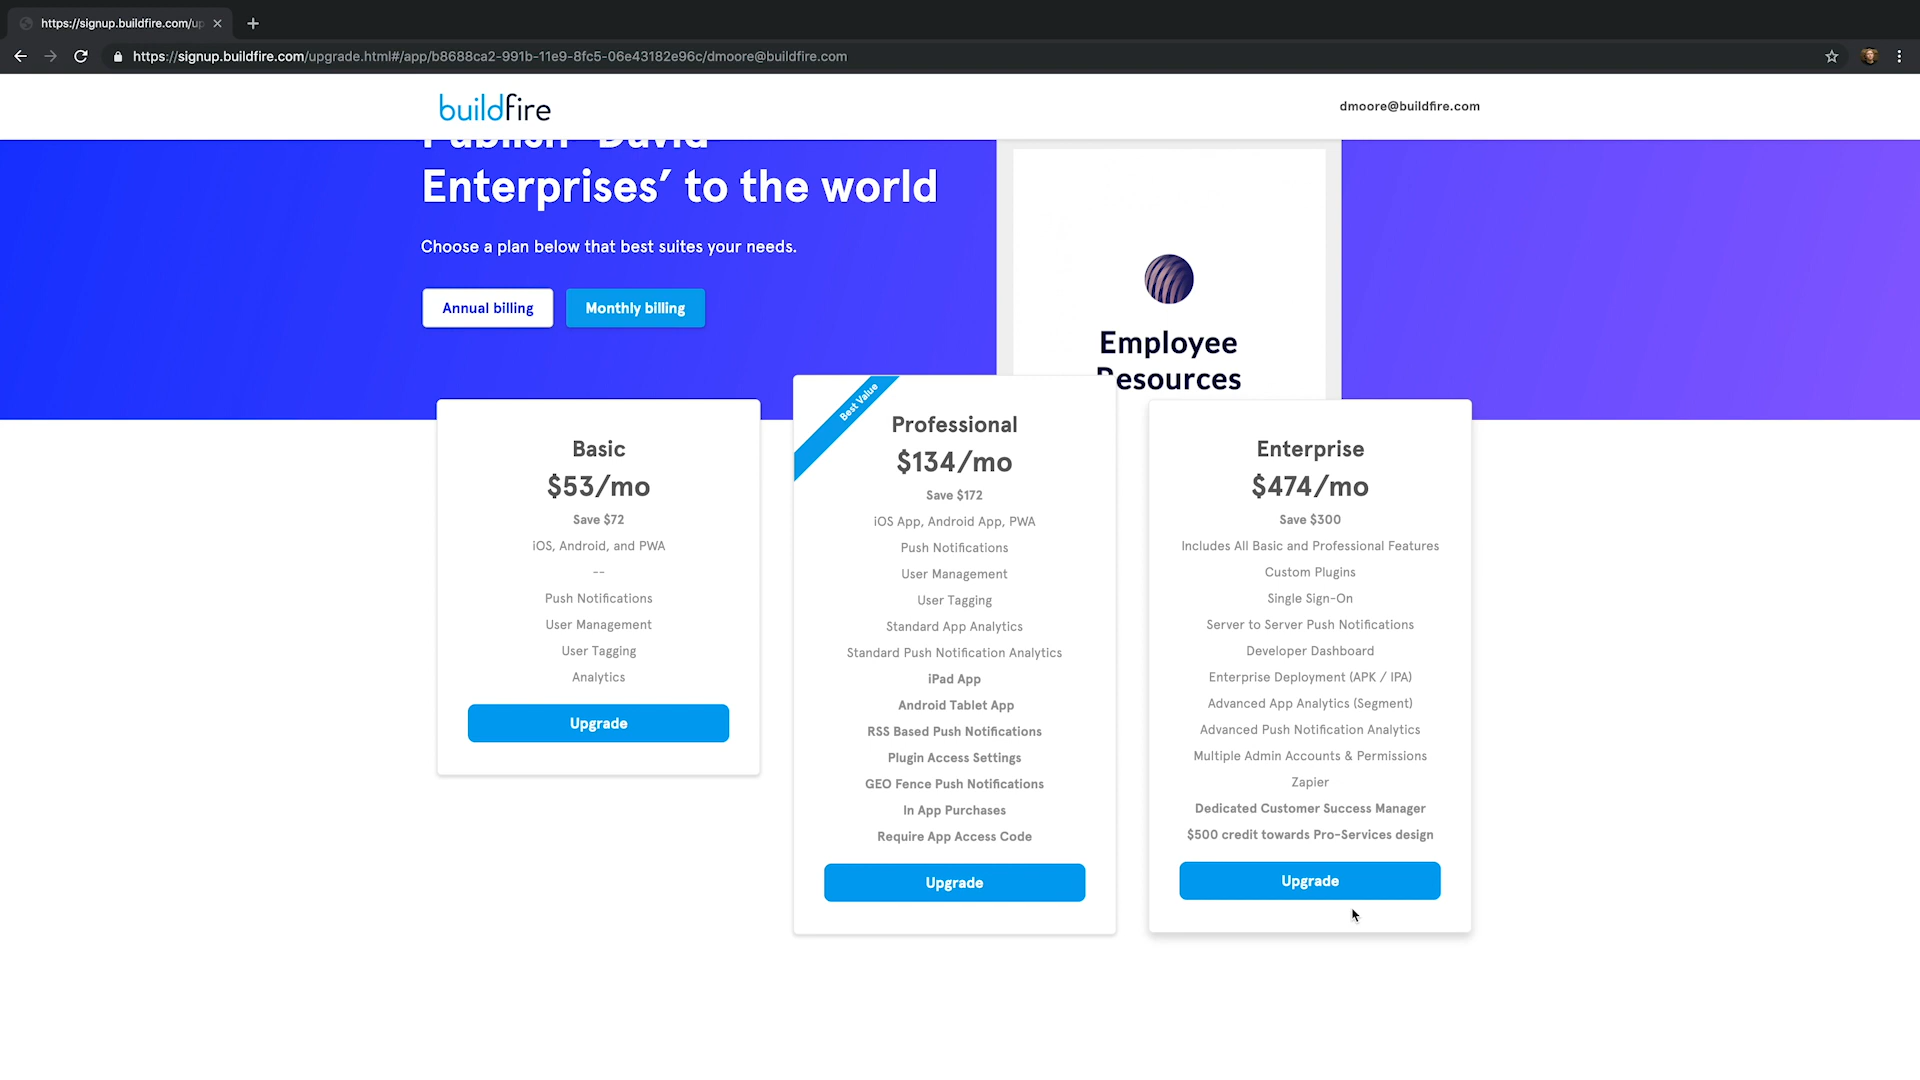 https://signup.buildfire.com/up
https://signup.buildfire.com/upgrade.html#/app/b8688ca2-991b-11e9-8fc5-06e43182e96c/dmoore@buildfire.com
buildfire
dmoore@buildfire.com
Publish ‘David
Enterprises’ to the world
Choose a plan below that best suites your needs.
Annual billing
Monthly billing
Employee
Resources
Basic
$53/mo
Save $72
iOS, Android, and PWA
--
Push Notifications
User Management
User Tagging
Analytics
Upgrade
Best Value
Professional
$134/mo
Save $172
iOS App, Android App, PWA
Push Notifications
User Management
User Tagging
Standard App Analytics
Standard Push Notification Analytics
iPad App
Android Tablet App
RSS Based Push Notifications
Plugin Access Settings
GEO Fence Push Notifications
In App Purchases
Require App Access Code
Upgrade
Enterprise
$474/mo
Save $300
Includes All Basic and Professional Features
Custom Plugins
Single Sign-On
Server to Server Push Notifications
Developer Dashboard
Enterprise Deployment (APK / IPA)
Advanced App Analytics (Segment)
Advanced Push Notification Analytics
Multiple Admin Accounts & Permissions
Zapier
Dedicated Customer Success Manager
$500 credit towards Pro-Services design
Upgrade